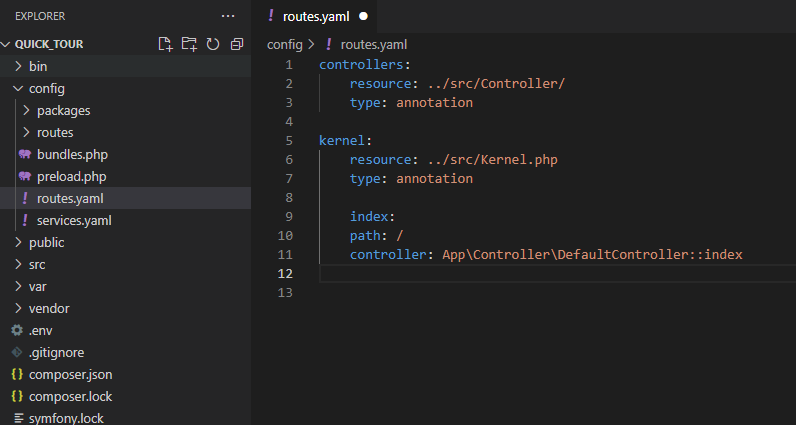 EXPLORER ...
QUICK_TOUR
bin
config
packages
routes
bundles.php
preload.php
! routes.yaml
! services.yaml
public
src
var
vendor
.env
.gitignore
{} composer.json
{} composer.lock
symfony.lock
! routes.yaml ●
config > ! routes.yaml
1 controllers:
2 resource: ../src/Controller/
3 type: annotation
4
5 kernel:
6 resource: ../src/Kernel.php
7 type: annotation
8
9 index:
10 path: /
11 controller: App\Controller\DefaultController::index
12
13